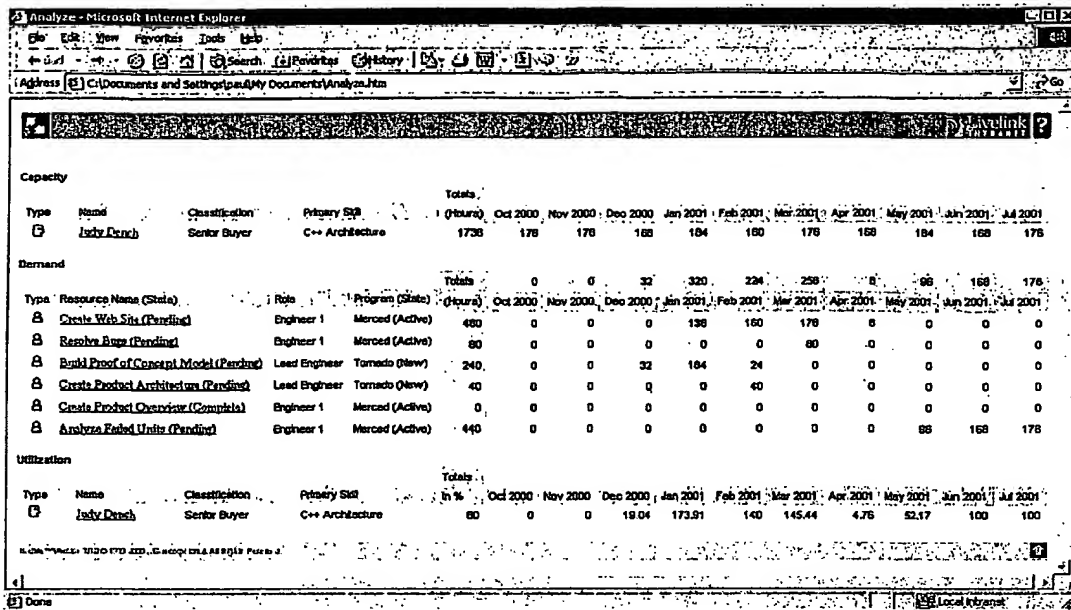 Analyze - Microsoft Internet Explorer
File Edit View Favorites Tools Help
Search Favorites History
Address C:\Documents and Settings\paul\My Documents\Analyze.htm Go
Livelink
INTRANET
?
Capacity
Totals
Type Name Classification Primary Skill (Hours) Oct 2000 Nov 2000 Dec 2000 Jan 2001 Feb 2001 Mar 2001 Apr 2001 May 2001 Jun 2001 Jul 2001
Judy Dench Senior Buyer C++ Architecture 1736 176 176 168 184 160 176 168 184 168 176
Demand
Totals 0 0 32 320 224 256 8 96 168 176
Type Resource Name (State) Role Program (State) (Hours) Oct 2000 Nov 2000 Dec 2000 Jan 2001 Feb 2001 Mar 2001 Apr 2001 May 2001 Jun 2001 Jul 2001
Create Web Site (Pending) Engineer 1 Merced (Active) 480 0 0 0 136 160 176 8 0 0 0
Resolve Bugs (Pending) Engineer 1 Merced (Active) 80 0 0 0 0 0 80 0 0 0 0
Build Proof of Concept Model (Pending) Lead Engineer Tornado (New) 240 0 0 32 184 24 0 0 0 0 0
Create Product Architecture (Pending) Lead Engineer Tornado (New) 40 0 0 0 0 40 0 0 0 0 0
Create Product Overview (Complete) Engineer 1 Merced (Active) 0 0 0 0 0 0 0 0 0 0 0
Analyze Failed Units (Pending) Engineer 1 Merced (Active) 440 0 0 0 0 0 0 0 96 168 176
Utilization
Totals
Type Name Classification Primary Skill In % Oct 2000 Nov 2000 Dec 2000 Jan 2001 Feb 2001 Mar 2001 Apr 2001 May 2001 Jun 2001 Jul 2001
Judy Dench Senior Buyer C++ Architecture 80 0 0 19.04 173.91 140 145.44 4.76 52.17 100 100
Done Local intranet